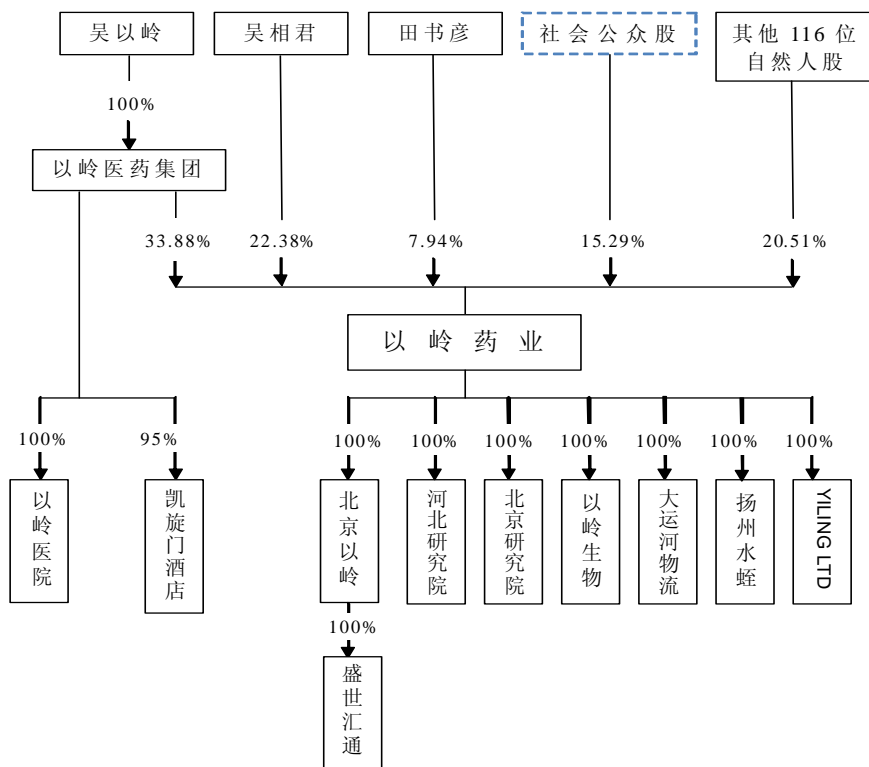 吴以岭
吴相君
田书彦
社会公众股
其他 116 位
自然人股
100%
以岭医药集团
33.88%
22.38%
7.94%
15.29%
20.51%
以岭药业
100%
95%
100%
100%
100%
100%
100%
100%
100%
以岭医院
凯旋门酒店
北京以岭
河北研究院
北京研究院
以岭生物
大运河物流
扬州水蛭
YILING LTD
100%
盛世汇通